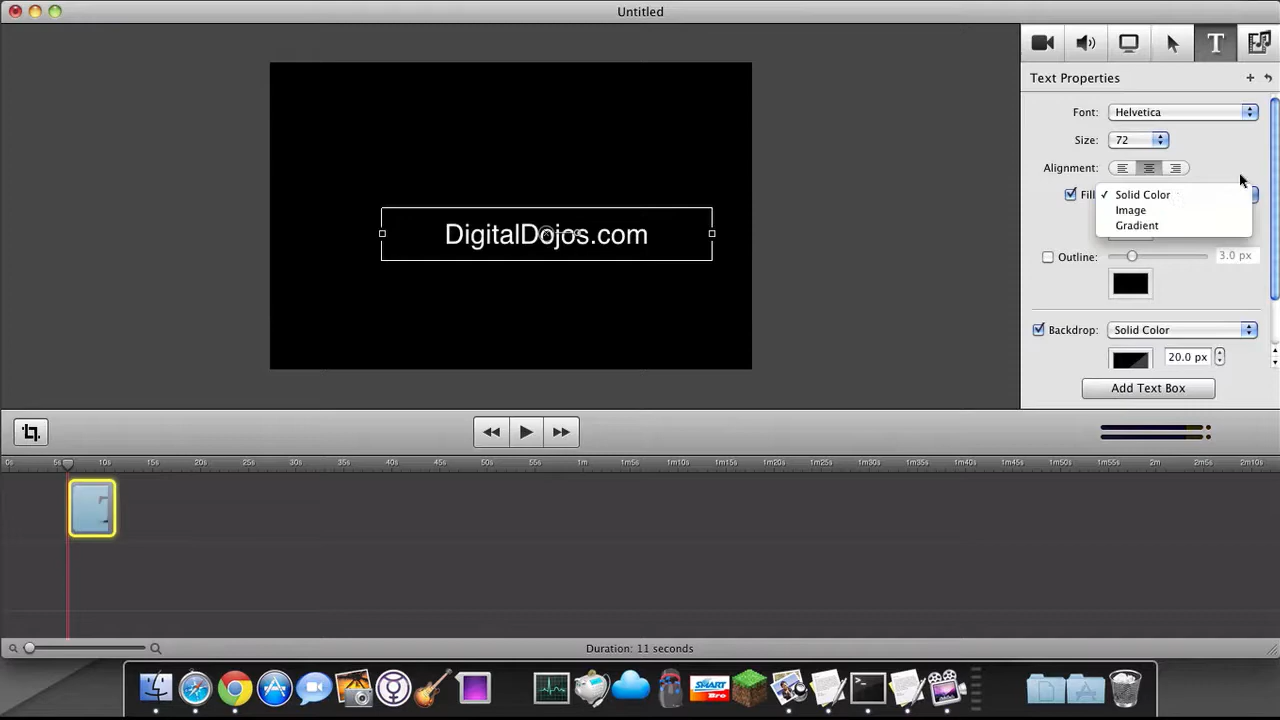 Untitled
T
Text Properties
Font: Helvetica
Size: 72
Alignment:
Fill
✓ Solid Color
Image
Gradient
DigitalDojos.com
Outline: 3.0 px
Backdrop: Solid Color
20.0 px
Add Text Box
0s 5s 10s 15s 20s 25s 30s 35s 40s 45s 50s 55s 1m 1m5s 1m10s 1m15s 1m20s 1m25s 1m30s 1m35s 1m40s 1m45s 1m50s 1m55s 2m 2m5s 2m10s
Duration: 11 seconds
SMART
Bro